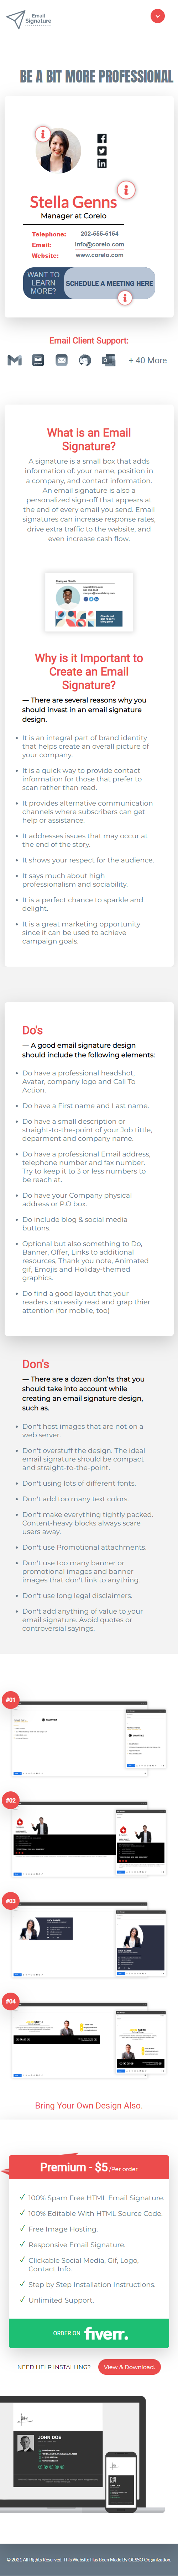 Email
Signature
BE A BIT MORE PROFESSIONAL
Stella Genns
Manager at Corelo
Telephone: 202-555-5154
Email: info@corelo.com
Website: www.corelo.com
WANT TO
LEARN
MORE?
SCHEDULE A MEETING HERE
Email Client Support:
+ 40 More
What is an Email
Signature?
A signature is a small box that adds
information of: your name, position in
a company, and contact information.
An email signature is also a
personalized sign-off that appears at
the end of every email you send. Email
signatures can increase response rates,
drive extra traffic to the website, and
even increase cash flow.
Why is it Important to
Create an Email
Signature?
— There are several reasons why you
should invest in an email signature
design.
• It is an integral part of brand identity
that helps create an overall picture of
your company.
• It is a quick way to provide contact
information for those that prefer to
scan rather than read.
• It provides alternative communication
channels where subscribers can get
help or assistance.
• It addresses issues that may occur at
the end of the story.
• It shows your respect for the audience.
• It says much about high
professionalism and sociability.
• It is a perfect chance to sparkle and
delight.
• It is a great marketing opportunity
since it can be used to achieve
campaign goals.
Do's
— A good email signature design
should include the following elements:
• Do have a professional headshot,
Avatar, company logo and Call To
Action.
• Do have a First name and Last name.
• Do have a small description or
straight-to-the-point of your Job tittle,
deparment and company name.
• Do have a professional Email address,
telephone number and fax number.
Try to keep it to 3 or less numbers to
be reach at.
• Do have your Company physical
address or P.O box.
• Do include blog & social media
buttons.
• Optional but also something to Do,
Banner, Offer, Links to additional
resources, Thank you note, Animated
gif, Emojis and Holiday-themed
graphics.
• Do find a good layout that your
readers can easily read and grap thier
attention (for mobile, too)
Don's
— There are a dozen don'ts that you
should take into account while
creating an email signature design,
such as.
• Don't host images that are not on a
web server.
• Don't overstuff the design. The ideal
email signature should be compact
and straight-to-the-point.
• Don't using lots of different fonts.
• Don't add too many text colors.
• Don't make everything tightly packed.
Content-heavy blocks always scare
users away.
• Don't use Promotional attachments.
• Don't use too many banner or
promotional images and banner
images that don't link to anything.
• Don't use long legal disclaimers.
• Don't add anything of value to your
email signature. Avoid quotes or
controversial sayings.
#01
#02
#03
#04
Bring Your Own Design Also.
Premium - $5 /Per order
✓ 100% Spam Free HTML Email Signature.
✓ 100% Editable With HTML Source Code.
✓ Free Image Hosting.
✓ Responsive Email Signature.
✓ Clickable Social Media, Gif, Logo,
Contact Info.
✓ Step by Step Installation Instructions.
✓ Unlimited Support.
ORDER ON fiverr.
NEED HELP INSTALLING? View & Download.
JOHN DOE
© 2021 All Rights Reserved. This Website Has Been Made By OESSO Organization.